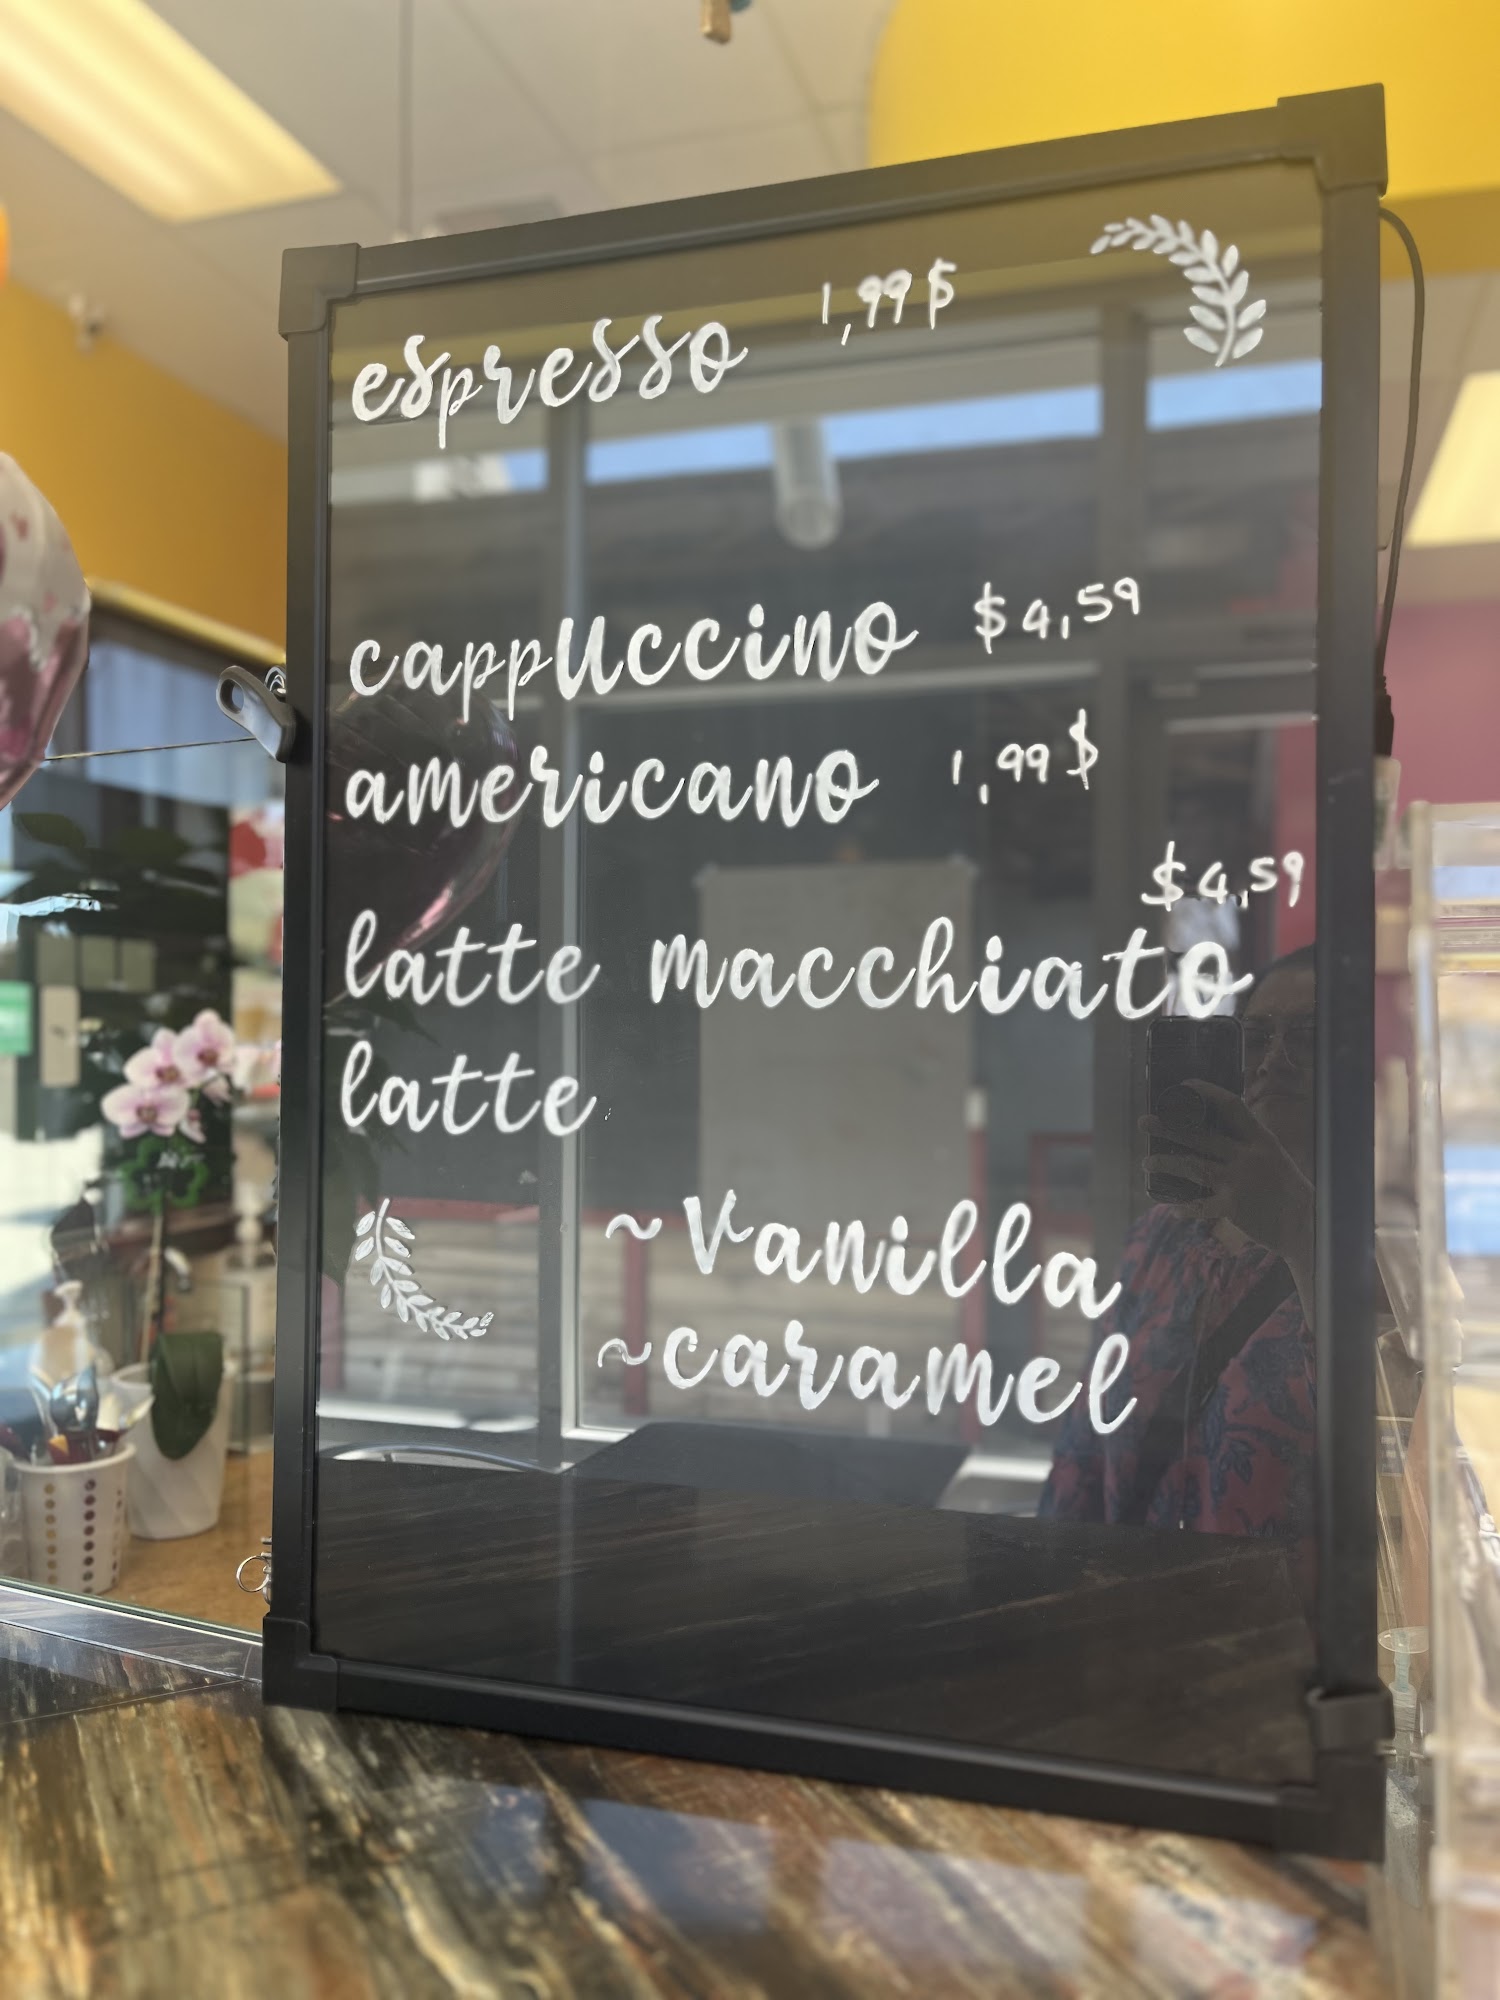 espresso 1,99$
cappuccino $4,59
americano 1,99$
$4,59
latte macchiato
latte
~Vanilla
~caramel